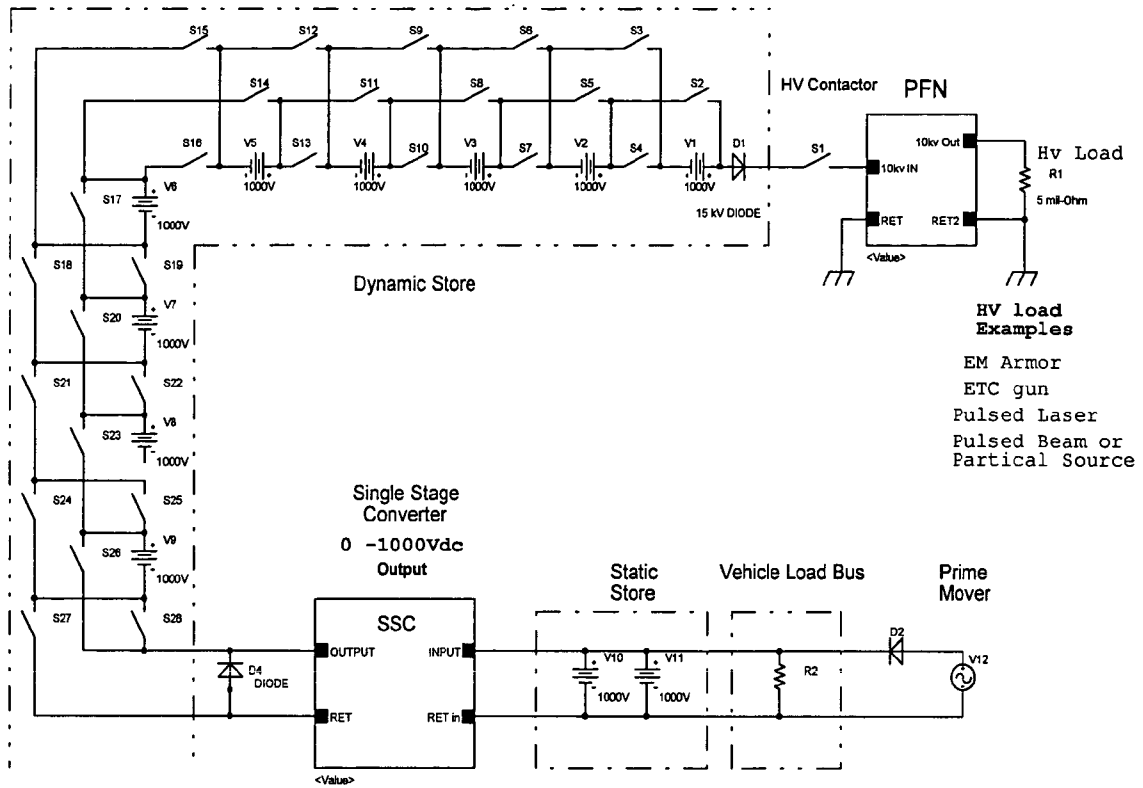 S15
S12
S9
S6
S3
S14
S11
S8
S5
S2
HV Contactor
PFN
S16
V5
S13
V4
S10
V3
S7
V2
S4
V1
D1
S1
1000V
1000V
1000V
1000V
1000V
15 kV DIODE
10kv Out
10kv IN
RET
RET2
<Value>
Hv Load
R1
5 mil-Ohm
V6
S17
1000V
S18
S19
V7
S20
1000V
S21
S22
V8
S23
1000V
S24
S25
V9
S26
1000V
S27
S28
Dynamic Store
HV load
Examples
EM Armor
ETC gun
Pulsed Laser
Pulsed Beam or
Partical Source
Single Stage
Converter
0 -1000Vdc
Output
Static
Store
Vehicle Load Bus
Prime
Mover
SSC
OUTPUT
INPUT
RET
RET in
<Value>
D4
DIODE
V10
V11
1000V
1000V
R2
D2
V12